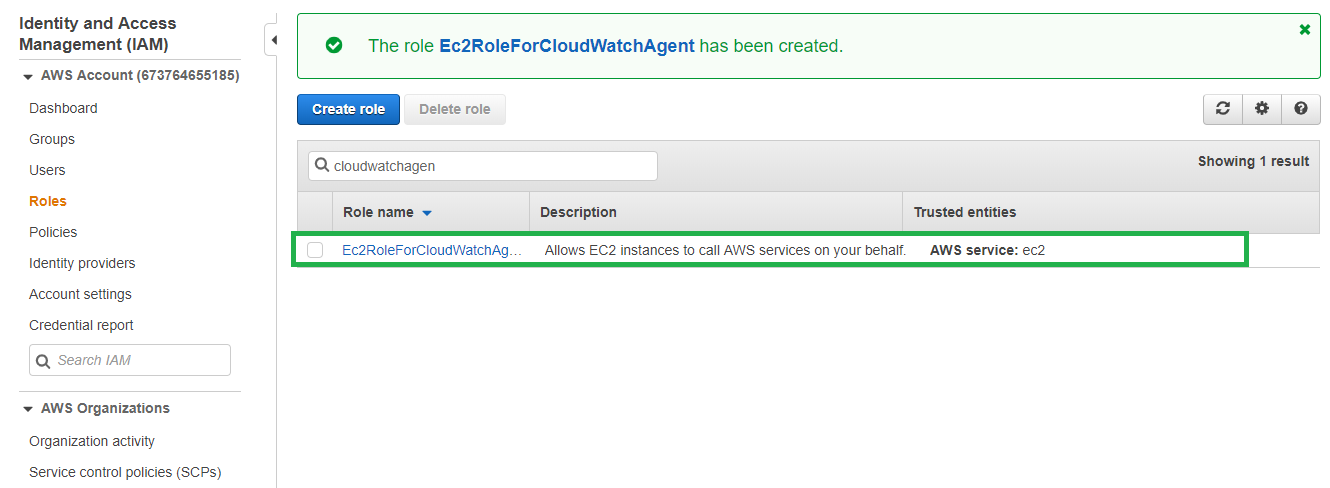 Identity and Access
Management (IAM)
AWS Account (673764655185)
Dashboard
Groups
Users
Roles
Policies
Identity providers
Account settings
Credential report
Search IAM
AWS Organizations
Organization activity
Service control policies (SCPs)
The role Ec2RoleForCloudWatchAgent has been created.
Create role Delete role
cloudwatchagen
Showing 1 result
Role name Description Trusted entities
Ec2RoleForCloudWatchAg... Allows EC2 instances to call AWS services on your behalf. AWS service: ec2